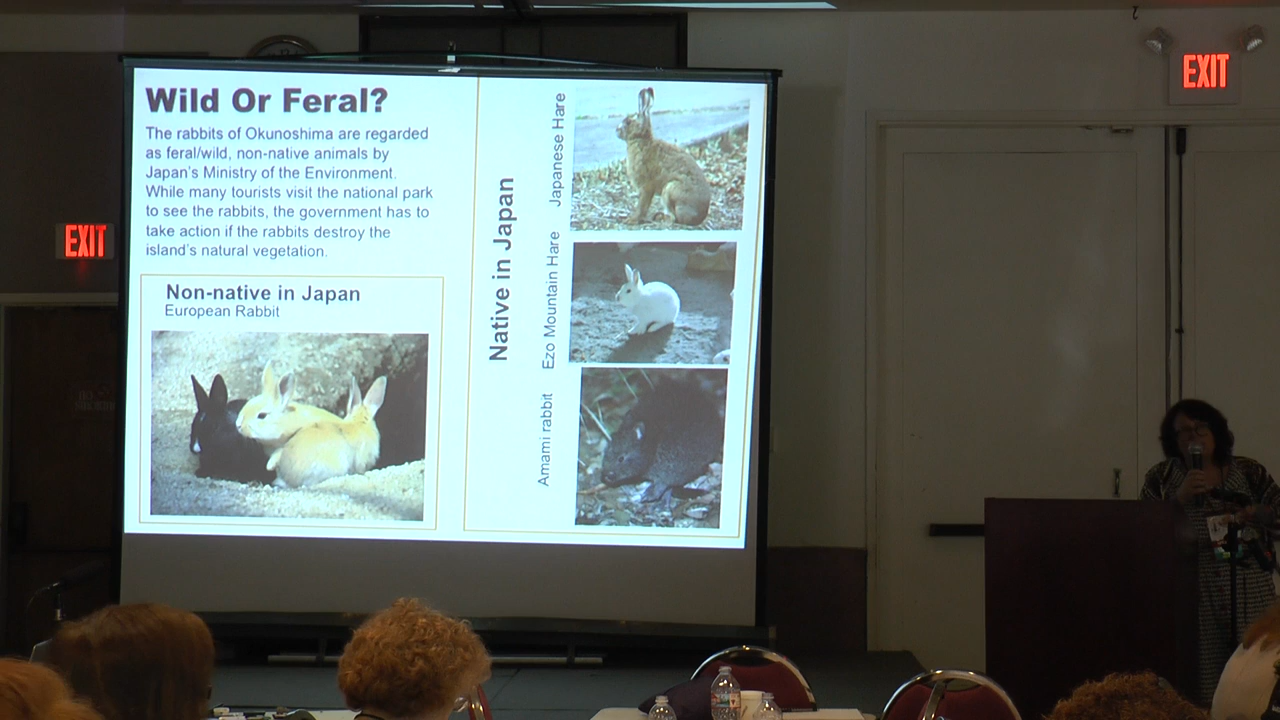 Wild Or Feral?
The rabbits of Okunoshima are regarded
as feral/wild, non-native animals by
Japan's Ministry of the Environment.
While many tourists visit the national park
to see the rabbits, the government has to
take action if the rabbits destroy the
island's natural vegetation.
Non-native in Japan
European Rabbit
Native in Japan
Japanese Hare
Ezo Mountain Hare
Amami rabbit
EXIT
EXIT
NO
SMOKING